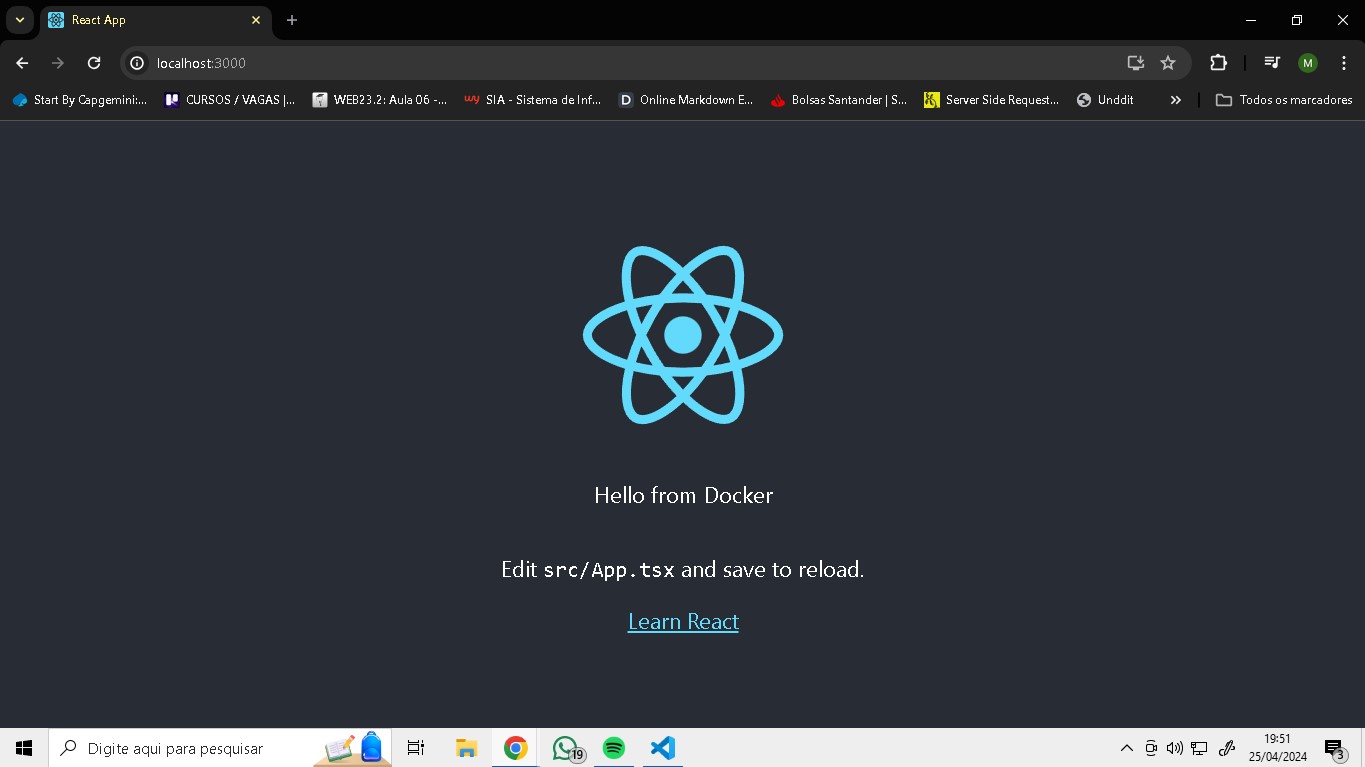 React App
localhost:3000
M
Start By Capgemini:...
CURSOS / VAGAS |...
WEB23.2: Aula 06 -...
SIA - Sistema de Inf...
Online Markdown E...
Bolsas Santander | S...
Server Side Request...
Unddit
Todos os marcadores
Hello from Docker
Edit src/App.tsx and save to reload.
Learn React
Digite aqui para pesquisar
19
19:51
25/04/2024
3